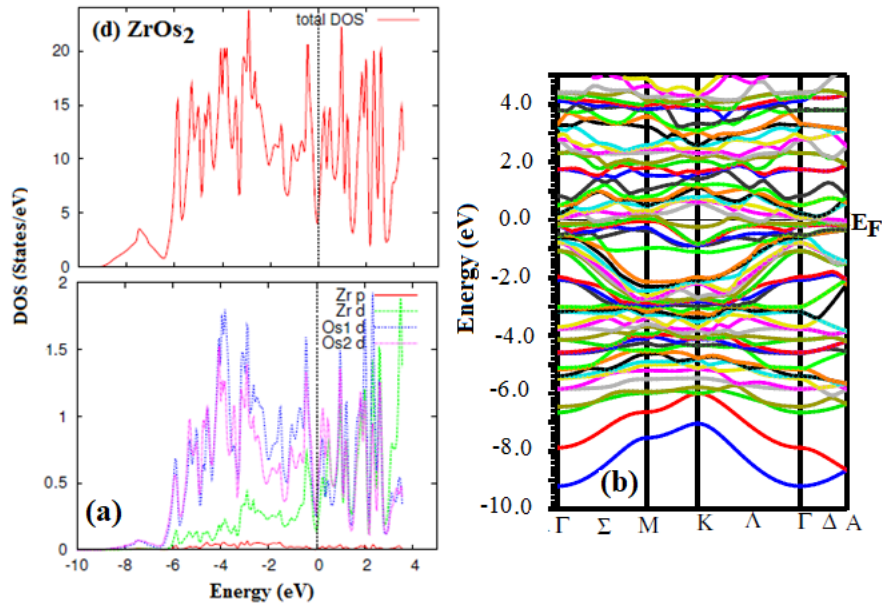 (d) ZrOs2
total DOS
20
15
10
5
0
DOS (States/eV)
2
1.5
1
0.5
0
Zr p
Zr d
Os1 d
Os2 d
(a)
-10 -8 -6 -4 -2 0 2 4
Energy (eV)
4.0
2.0
0.0
-2.0
-4.0
-6.0
-8.0
-10.0
Energy (eV)
EF
(b)
Γ Σ M K Λ Γ Δ A